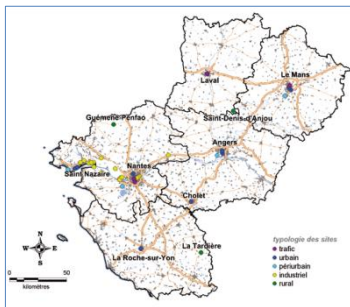 Laval
Le Mans
Guémené-Penfao
Saint-Denis-d'Anjou
Angers
Saint Nazaire
Nantes
Cholet
La Roche-sur-Yon
La Tardière
typologie des sites
trafic
urbain
périurbain
industriel
rural
N
W E
S
0 50
kilomètres